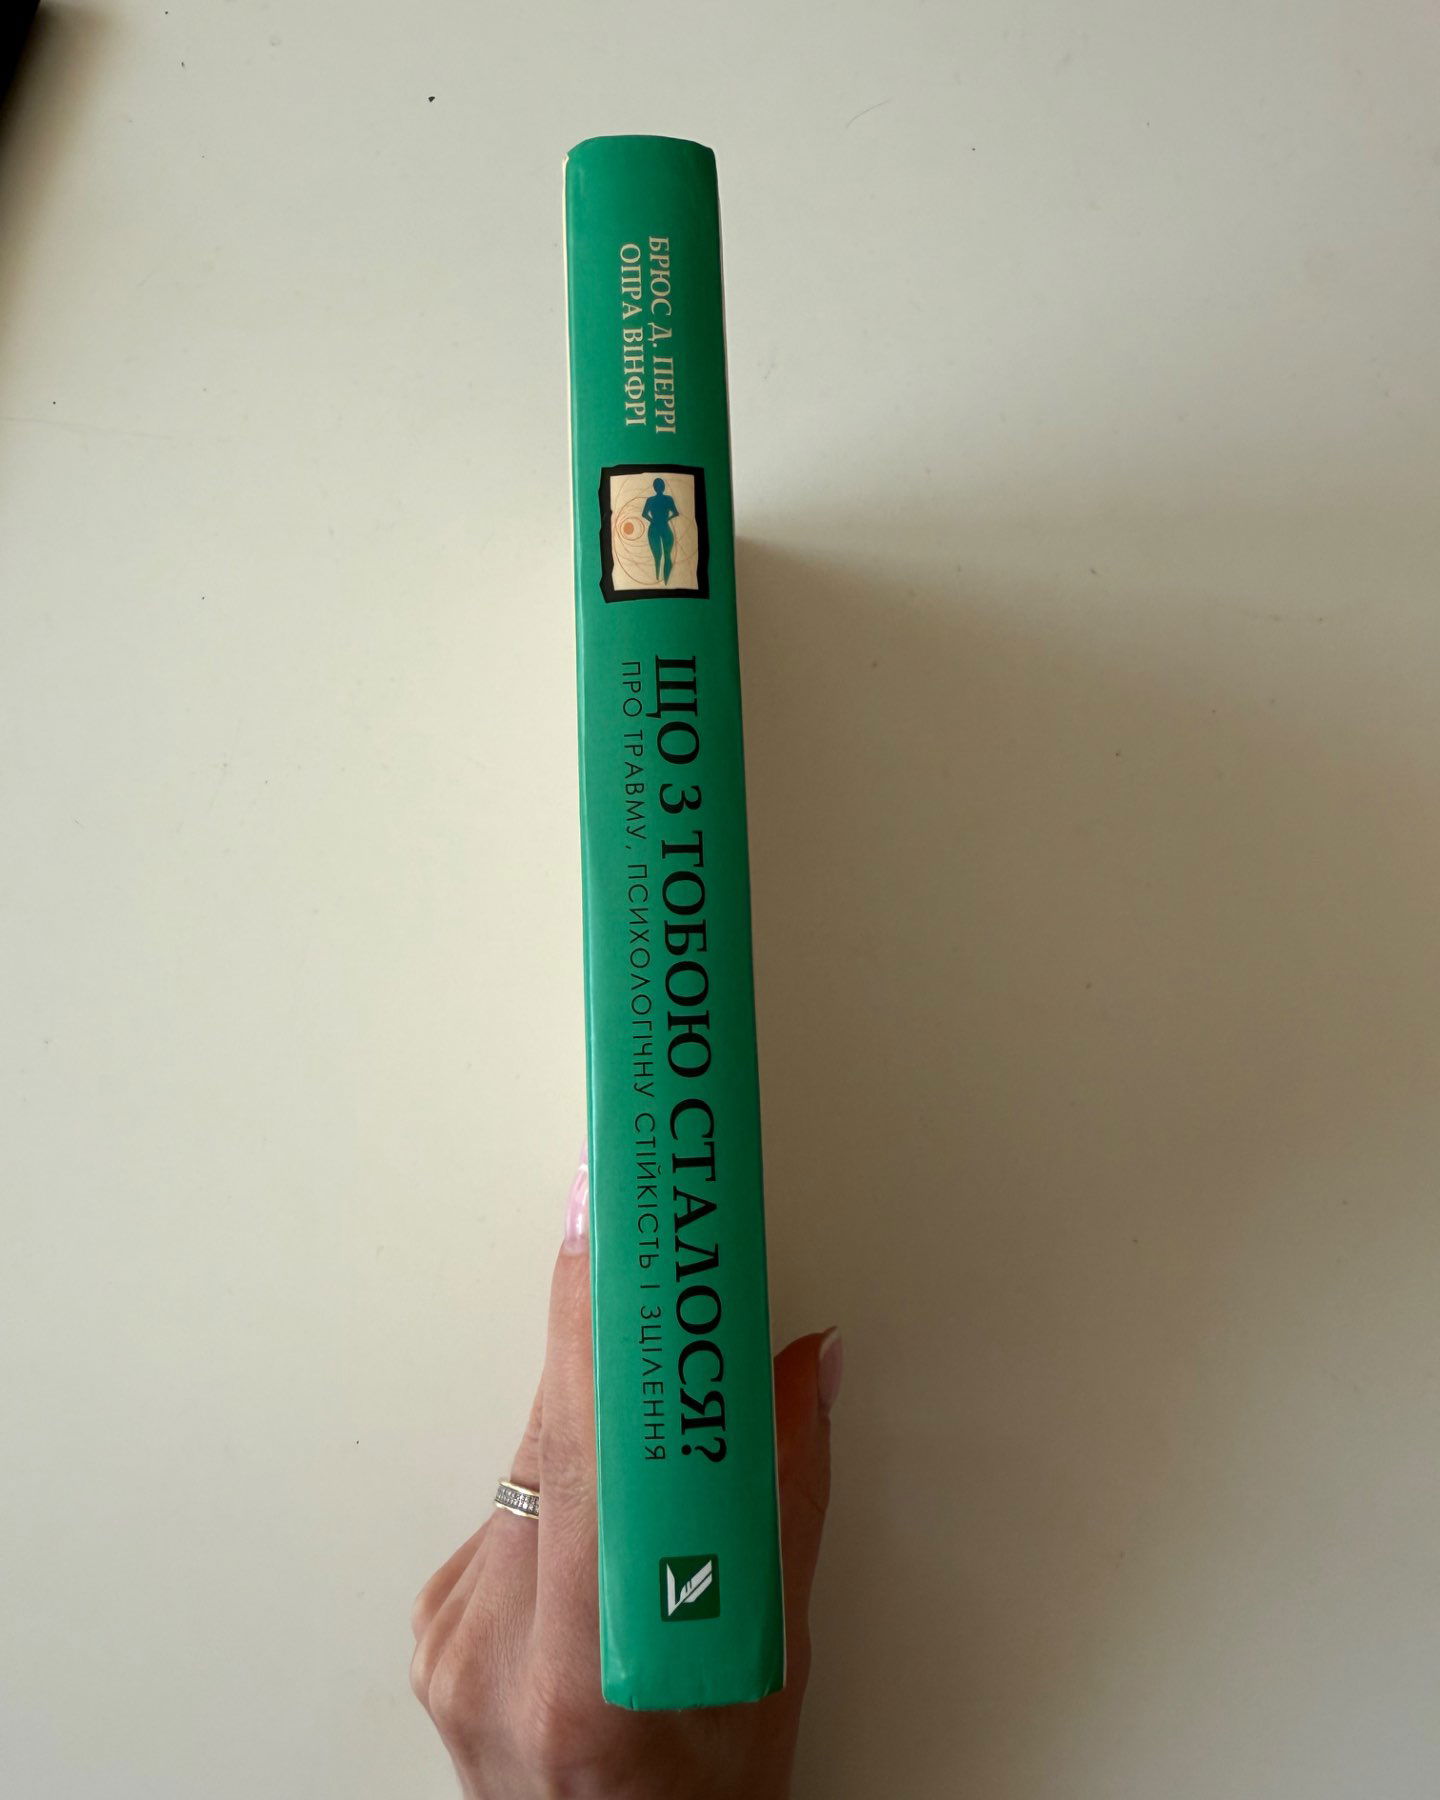 БРЮС Д. ПЕРРІ
ОПРА ВІНФРІ
ЩО З ТОБОЮ СТАЛОСЯ?
ПРО ТРАВМУ, ПСИХОЛОГІЧНУ СТІЙКІСТЬ І ЗЦІЛЕННЯ